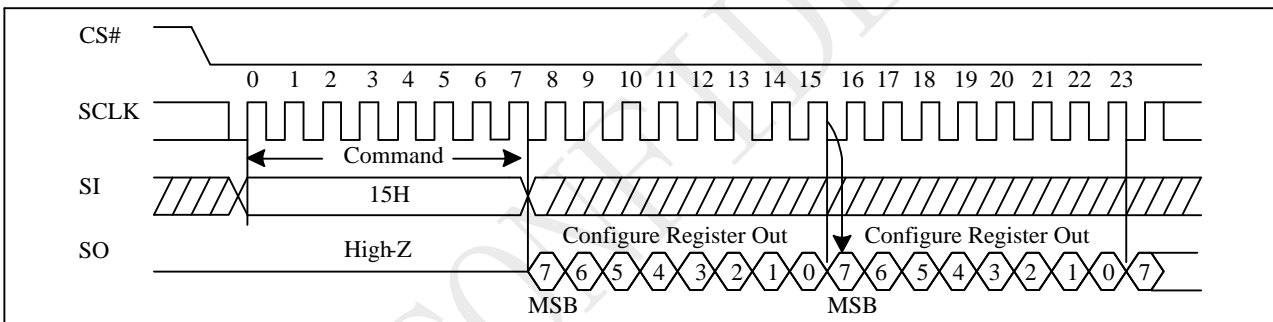 CS#
0 1 2 3 4 5 6 7 8 9 10 11 12 13 14 15 16 17 18 19 20 21 22 23
SCLK
Command
SI
15H
SO
High-Z
Configure Register Out
Configure Register Out
7 6 5 4 3 2 1 0 7 6 5 4 3 2 1 0 7
MSB
MSB